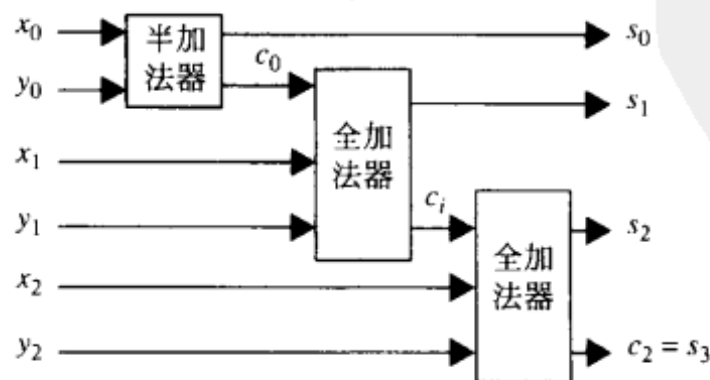 x₀
半加
法器
s₀
y₀
c₀
全加
法器
s₁
x₁
y₁
cᵢ
全加
法器
s₂
x₂
y₂
c₂ = s₃